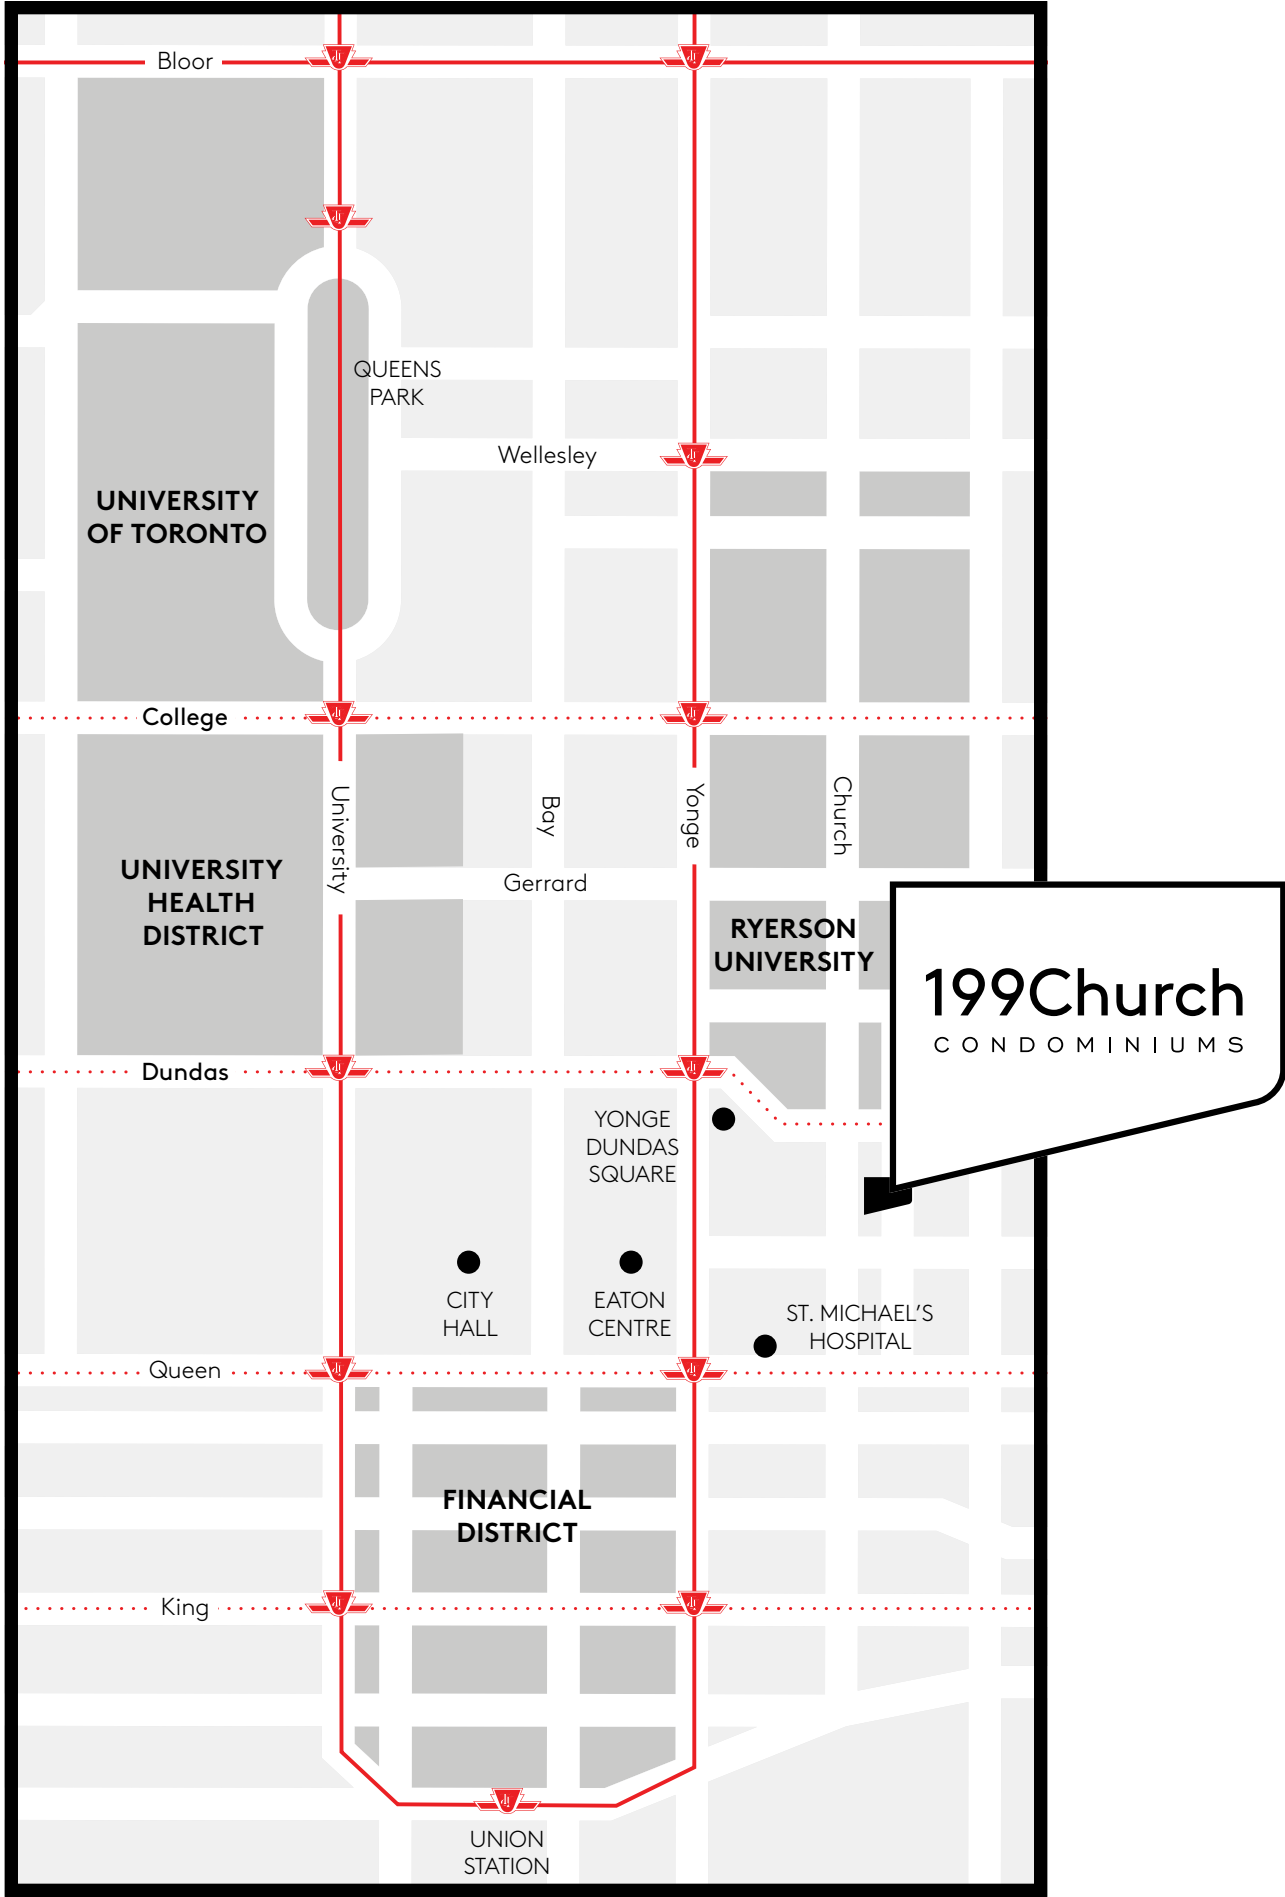 Bloor
QUEENS
PARK
Wellesley
UNIVERSITY
OF TORONTO
College
University
Bay
Yonge
Church
UNIVERSITY
HEALTH
DISTRICT
Gerrard
RYERSON
UNIVERSITY
199Church
CONDOMINIUMS
Dundas
YONGE
DUNDAS
SQUARE
CITY
HALL
EATON
CENTRE
ST. MICHAEL'S
HOSPITAL
Queen
FINANCIAL
DISTRICT
King
UNION
STATION